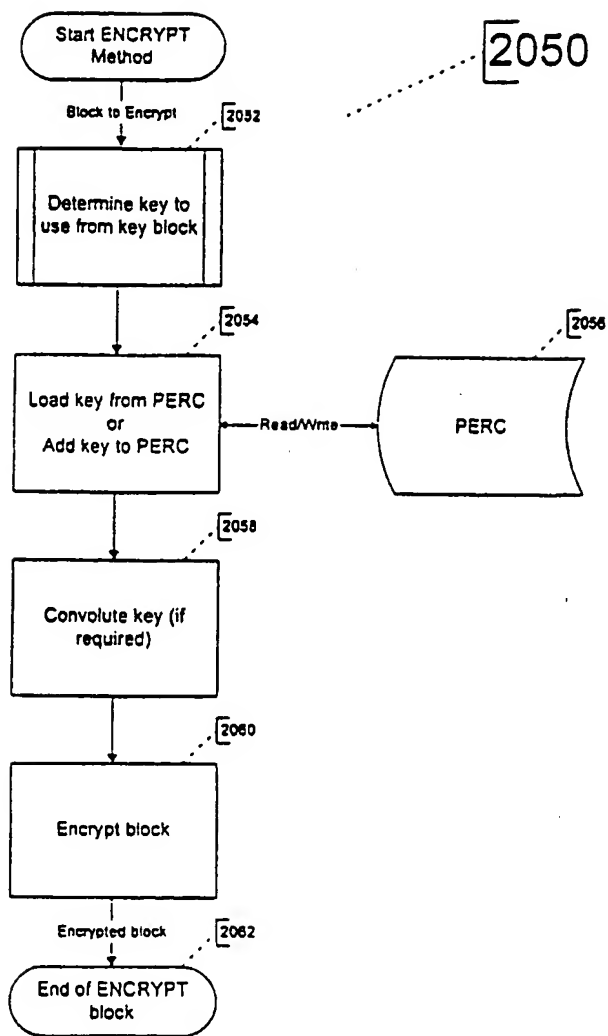 Start ENCRYPT
Method
2050
Block to Encrypt
2052
Determine key to
use from key block
2054
2056
Load key from PERC
or
Add key to PERC
Read/Write
PERC
2058
Convolute key (if
required)
2060
Encrypt block
Encrypted block
2062
End of ENCRYPT
block